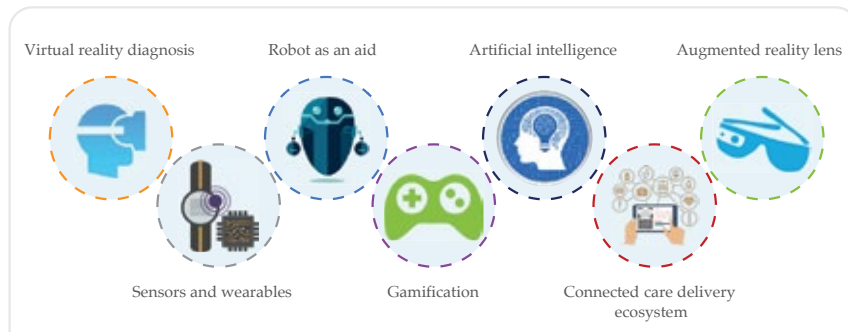 Virtual reality diagnosis
Robot as an aid
Artificial intelligence
Augmented reality lens
Sensors and wearables
Gamification
Connected care delivery
ecosystem